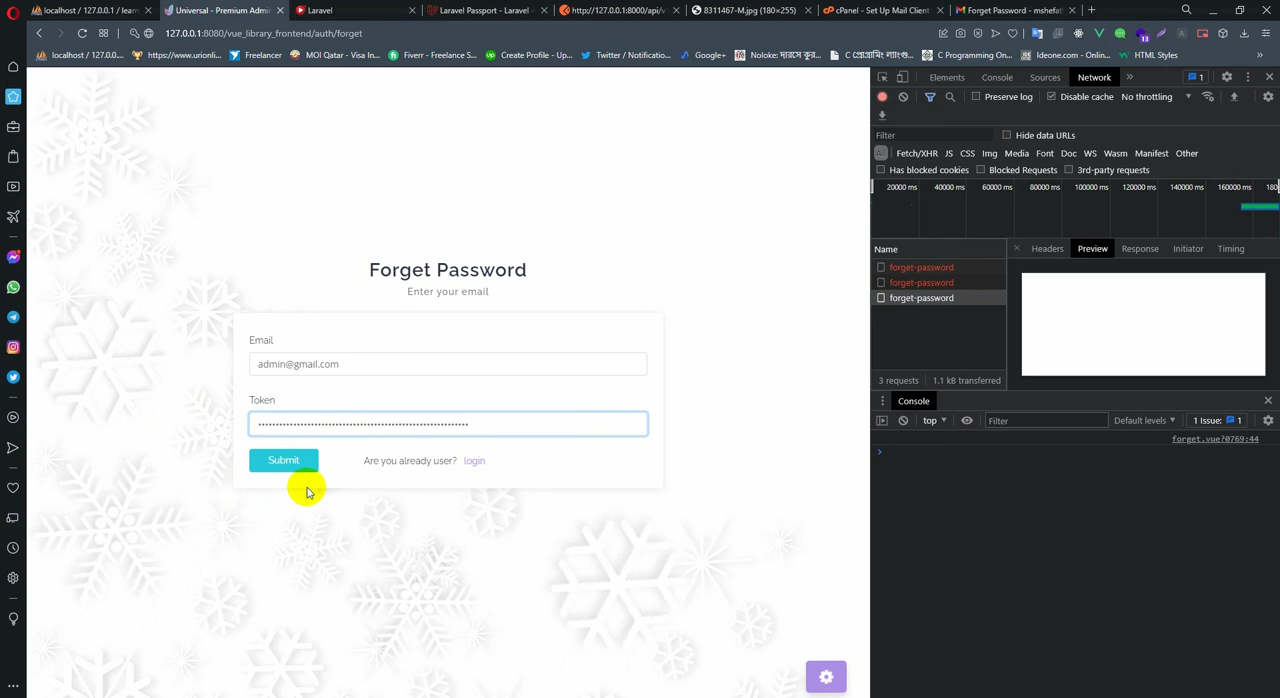 localhost / 127.0.0.1 / learn
Universal - Premium Admi
Laravel
Laravel Passport - Laravel -
http://127.0.0.1:8000/api/v
8311467-M.jpg (180×255)
cPanel - Set Up Mail Client
Forget Password - mshefat
127.0.0.1:8080/vue_library_frontend/auth/forget
localhost / 127.0.0....
https://www.urionli...
Freelancer
MOI Qatar - Visa In...
Fiverr - Freelance S...
Create Profile - Up...
Twitter / Notificatio...
Google+
C Programming On...
Ideone.com - Onlin...
HTML Styles
Elements
Console
Sources
Network
1
Preserve log
Disable cache
No throttling
Filter
Hide data URLs
Fetch/XHR
JS
CSS
Img
Media
Font
Doc
WS
Wasm
Manifest
Other
Has blocked cookies
Blocked Requests
3rd-party requests
20000 ms
40000 ms
60000 ms
80000 ms
100000 ms
120000 ms
140000 ms
160000 ms
180
Name
Headers
Preview
Response
Initiator
Timing
forget-password
forget-password
forget-password
3 requests
1.1 kB transferred
Console
top
Filter
Default levels
1 Issue:
1
forget.vue?0769:44
Forget Password
Enter your email
Email
admin@gmail.com
Token
Submit
Are you already user? login